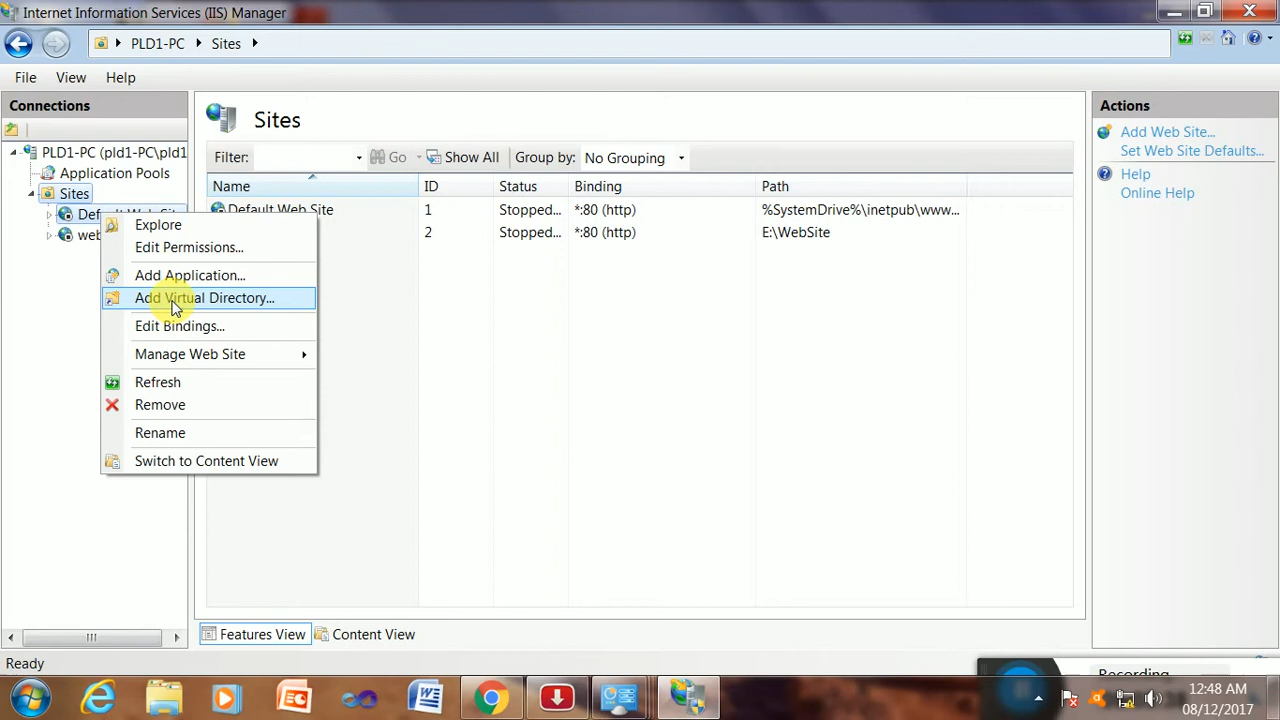 Internet Information Services (IIS) Manager
PLD1-PC
Sites
File View Help
Connections
PLD1-PC (pld1-PC\pld1
Application Pools
Sites
Explore
Edit Permissions...
Add Application...
Add Virtual Directory...
Edit Bindings...
Manage Web Site
Refresh
Remove
Rename
Switch to Content View
Sites
Filter: Go Show All Group by: No Grouping
Name ID Status Binding Path
Default Web Site 1 Stopped... *:80 (http) %SystemDrive%\inetpub\www...
2 Stopped... *:80 (http) E:\WebSite
Features View Content View
Actions
Add Web Site...
Set Web Site Defaults...
Help
Online Help
Ready
Recording
12:48 AM
08/12/2017